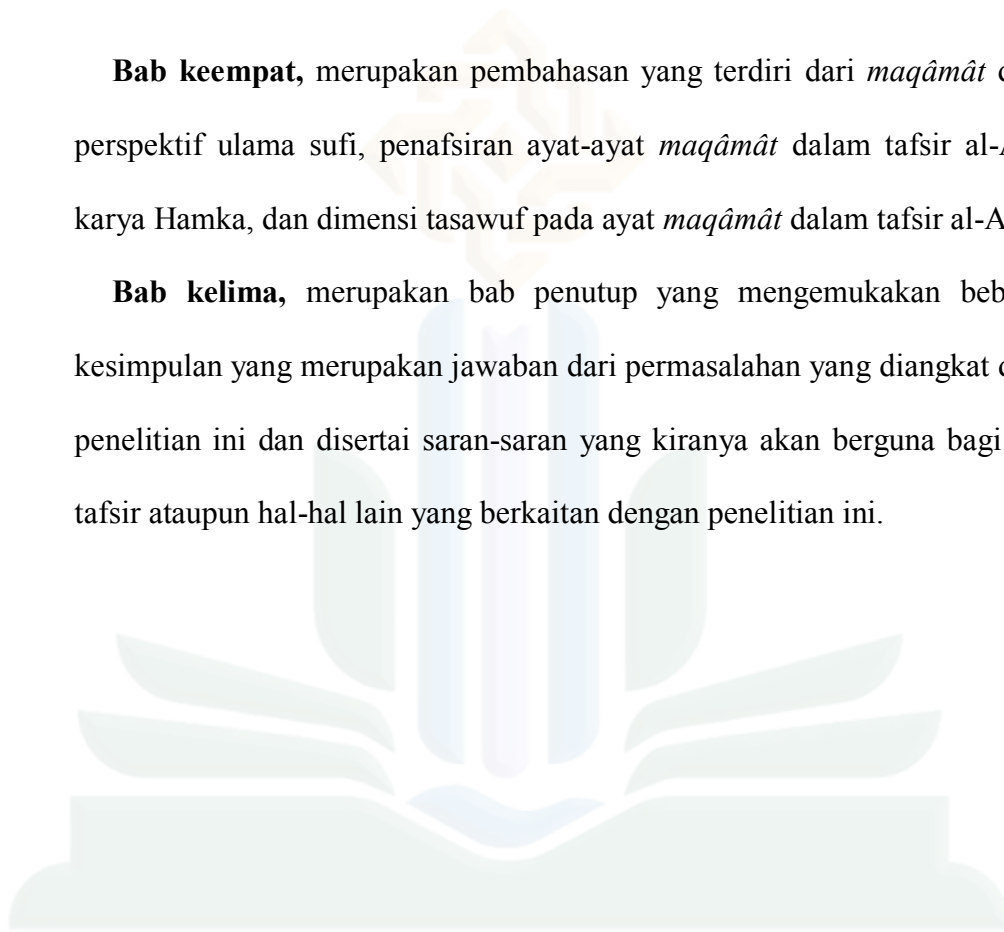 Bab keempat, merupakan pembahasan yang terdiri dari maqâmât d
perspektif ulama sufi, penafsiran ayat-ayat maqâmât dalam tafsir al-A
karya Hamka, dan dimensi tasawuf pada ayat maqâmât dalam tafsir al-A
Bab kelima, merupakan bab penutup yang mengemukakan beb
kesimpulan yang merupakan jawaban dari permasalahan yang diangkat d
penelitian ini dan disertai saran-saran yang kiranya akan berguna bagi
tafsir ataupun hal-hal lain yang berkaitan dengan penelitian ini.